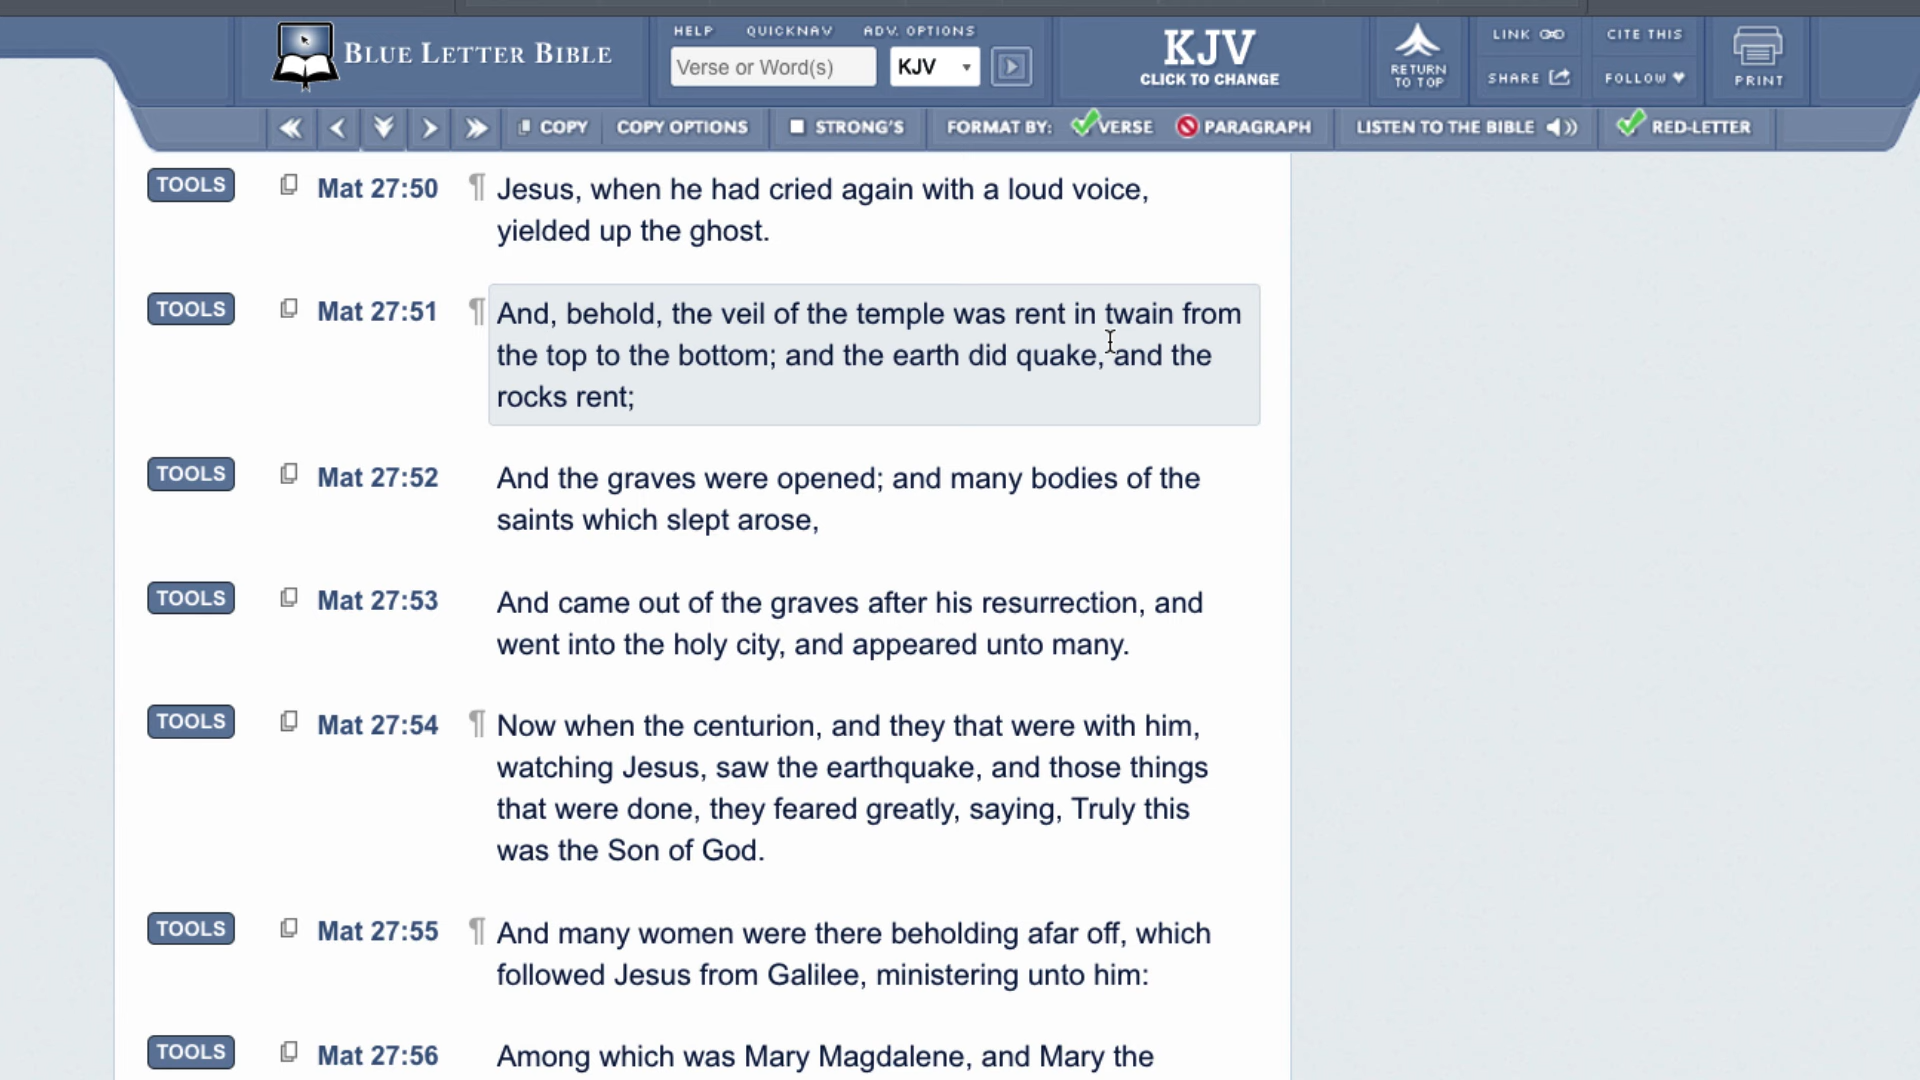 HELP QUICKNAV ADV. OPTIONS
BLUE LETTER BIBLE
Verse or Word(s) KJV
KJV
CLICK TO CHANGE
RETURN
TO TOP
LINK
SHARE
CITE THIS
FOLLOW
PRINT
COPY COPY OPTIONS STRONG'S FORMAT BY: VERSE PARAGRAPH LISTEN TO THE BIBLE RED-LETTER
TOOLS Mat 27:50 ¶ Jesus, when he had cried again with a loud voice,
yielded up the ghost.
TOOLS Mat 27:51 ¶ And, behold, the veil of the temple was rent in twain from
the top to the bottom; and the earth did quake, and the
rocks rent;
TOOLS Mat 27:52 And the graves were opened; and many bodies of the
saints which slept arose,
TOOLS Mat 27:53 And came out of the graves after his resurrection, and
went into the holy city, and appeared unto many.
TOOLS Mat 27:54 ¶ Now when the centurion, and they that were with him,
watching Jesus, saw the earthquake, and those things
that were done, they feared greatly, saying, Truly this
was the Son of God.
TOOLS Mat 27:55 ¶ And many women were there beholding afar off, which
followed Jesus from Galilee, ministering unto him:
TOOLS Mat 27:56 Among which was Mary Magdalene, and Mary the